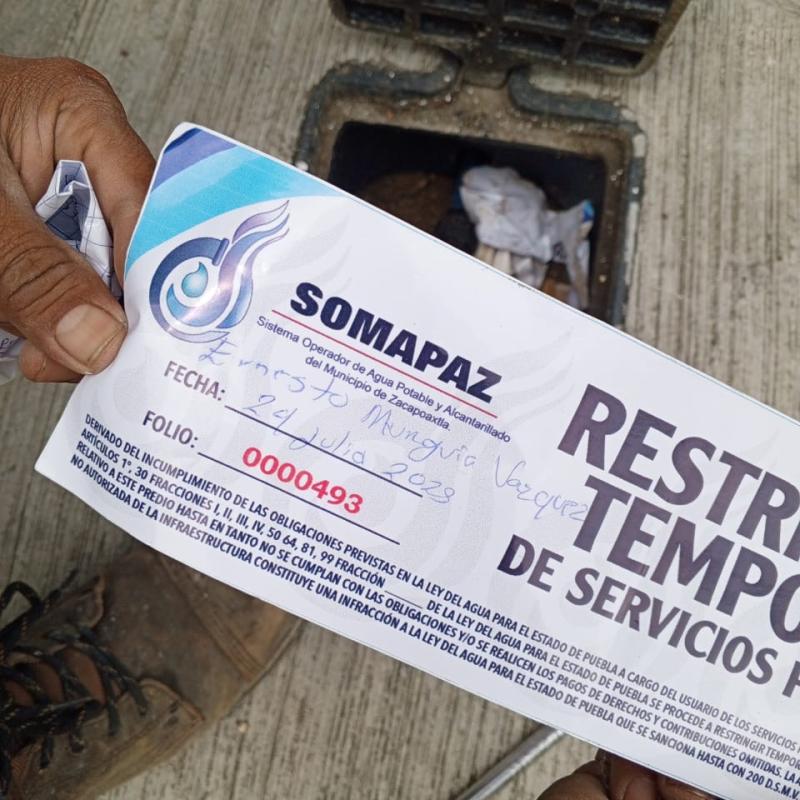 SOMAPAZ
Sistema Operador de Agua Potable y Alcantarillado
del Municipio de Zacapoaxtla.
Ernesto Munguia Vazquez
FECHA: 24 Julio 2023
FOLIO: 0000493
RESTRI
TEMPO
DE SERVICIOS P
DERIVADO DEL INCUMPLIMIENTO DE LAS OBLIGACIONES PREVISTAS EN LA LEY DEL AGUA PARA EL ESTADO DE PUEBLA A CARGO DEL USUARIO DE LOS SERVICIOS
ARTÍCULOS 1°, 30 FRACCIONES I, II, III, IV, 50 64, 81, 99 FRACCIÓN ____ DE LA LEY DEL AGUA PARA EL ESTADO DE PUEBLA SE PROCEDE A RESTRINGIR TEMPOR
RELATIVO A ESTE PREDIO HASTA EN TANTO NO SE CUMPLAN CON LAS OBLIGACIONES Y/O SE REALICEN LOS PAGOS DE DERECHOS Y CONTRIBUCIONES OMITIDAS. LA
NO AUTORIZADA DE LA INFRAESTRUCTURA CONSTITUYE UNA INFRACCIÓN A LA LEY DEL AGUA PARA EL ESTADO DE PUEBLA QUE SE SANCIONA HASTA CON 200 D.S.M.V.